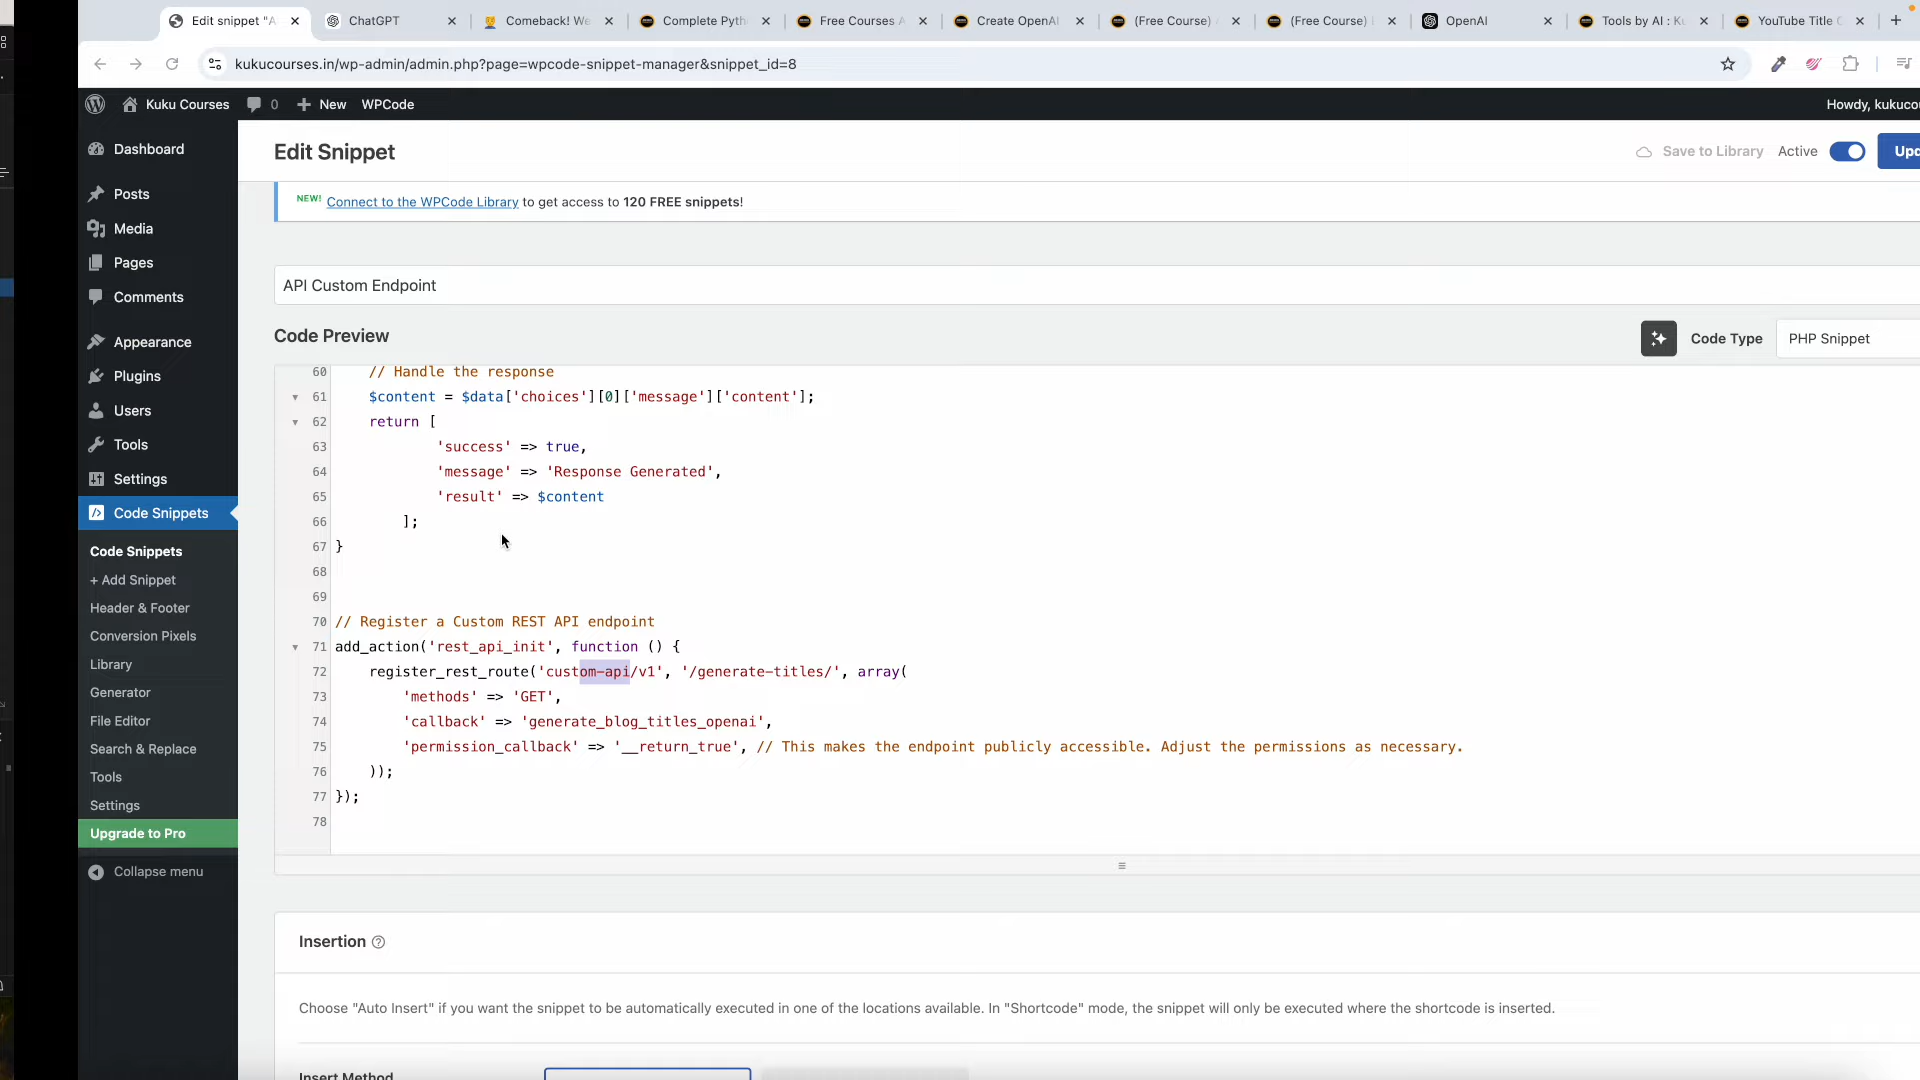 Edit snippet "A
ChatGPT
Comeback! We
Complete Pyth
Free Courses A
Create OpenAI
(Free Course)
(Free Course)
OpenAI
Tools by AI : Ku
YouTube Title
kukucourses.in/wp-admin/admin.php?page=wpcode-snippet-manager&snippet_id=8
Kuku Courses
0
New
WPCode
Howdy, kukucou
Dashboard
Posts
Media
Pages
Comments
Appearance
Plugins
Users
Tools
Settings
Code Snippets
Code Snippets
+ Add Snippet
Header & Footer
Conversion Pixels
Library
Generator
File Editor
Search & Replace
Tools
Settings
Upgrade to Pro
Collapse menu
Edit Snippet
Save to Library
Active
Upd
NEW! Connect to the WPCode Library to get access to 120 FREE snippets!
API Custom Endpoint
Code Preview
Code Type
PHP Snippet
60 // Handle the response
61 $content = $data['choices'][0]['message']['content'];
62 return [
63 'success' => true,
64 'message' => 'Response Generated',
65 'result' => $content
66 ];
67 }
68
69
70 // Register a Custom REST API endpoint
71 add_action('rest_api_init', function () {
72 register_rest_route('custom-api/v1', '/generate-titles/', array(
73 'methods' => 'GET',
74 'callback' => 'generate_blog_titles_openai',
75 'permission_callback' => '__return_true', // This makes the endpoint publicly accessible. Adjust the permissions as necessary.
76 ));
77 });
78
Insertion
Choose "Auto Insert" if you want the snippet to be automatically executed in one of the locations available. In "Shortcode" mode, the snippet will only be executed where the shortcode is inserted.
Insert Method